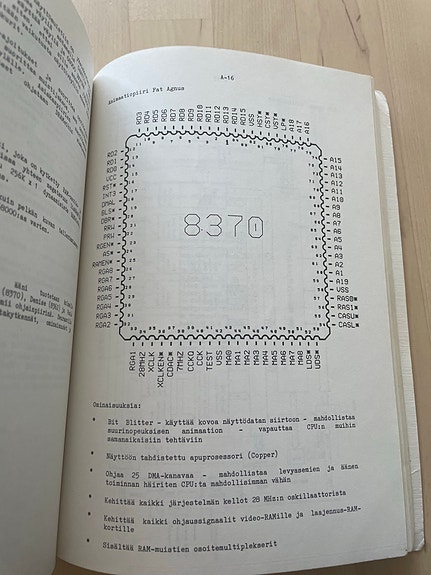 A-16
Animaatiopiiri Fat Agnus
RD3 RD4 RD5 RD6 RD7 RD8 RD9 RD10 RD11 RD12 RD13 RD14 RD15 VSS HSY* CSY* VSY* LP* A18 A17 A16
RD2
RD1
RD0
VCC
RST*
INT3
DMAL
BLS*
DBR*
RRW
PRW
RGEN*
AS*
RAMEN*
RGA8
RGA7
RGA6
RGA5
RGA4
RGA3
RGA2
8370
A15
A14
A13
A12
A11
A10
A9
A8
A7
A6
A5
A4
A3
A2
A1
A19
VSS
RAS0*
RAS1*
CASU*
CASL*
RGA1 28MHZ XCLK XCLKEN* CDAC* 7MHZ CCKQ CCK TEST VSS MA0 MA1 MA2 MA3 MA4 MA5 MA6 MA7 MA8 LDS* UDS*
Ominaisuuksia:
* Bit Blitter - käyttää kovoa näyttödatan siirtoon - mahdollistaa
suurinopeuksisen animaation - vapauttaa CPU:n muihin
samanaikaisiin tehtäviin
* Näyttöön tahdistettu apuprosessori (Copper)
* Ohjaa 25 DMA-kanavaa - mahdollistaa levyaseman ja äänen
toiminnan häiriten CPU:ta mahdollisimman vähän
* Kehittää kaikki järjestelmän kellot 28 MHz:n oskillaattorista
* Kehittää kaikki ohjaussignaalit video-RAMille ja laajennus-RAM-
kortille
* Sisältää RAM-muistien osoitemultiplekserit